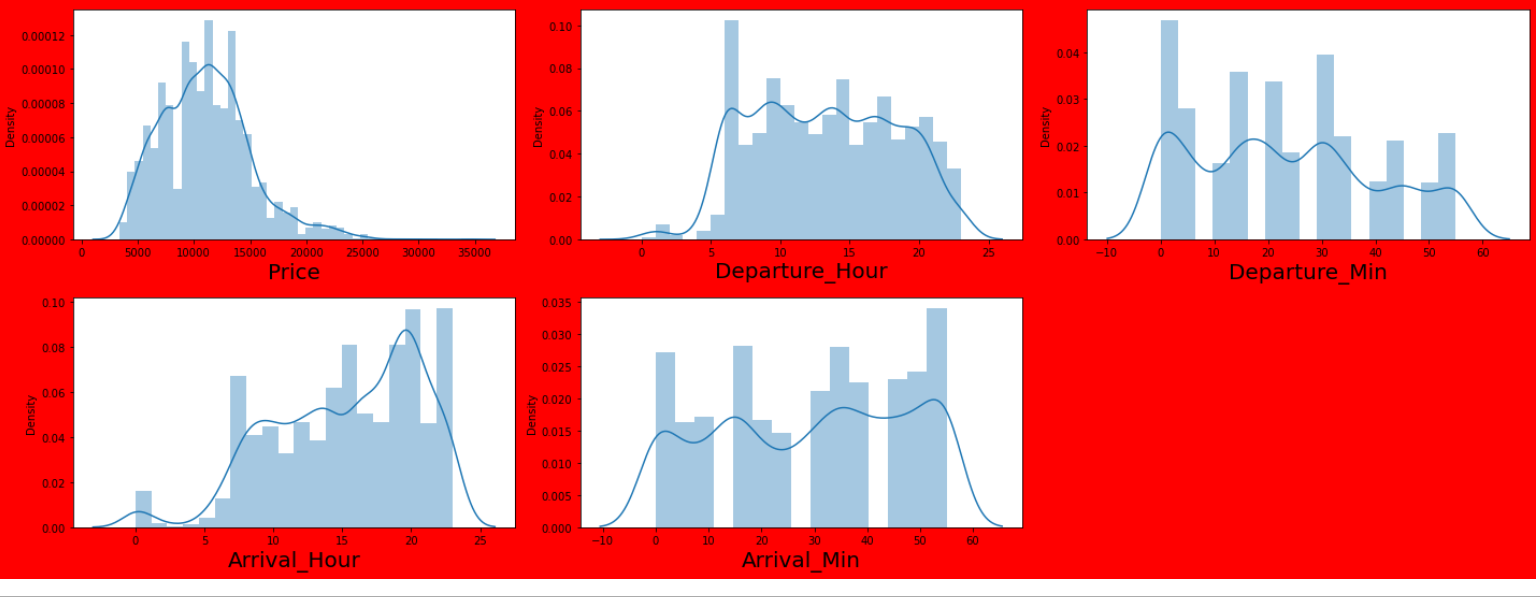 Density
0.00012
0.00010
0.00008
0.00006
0.00004
0.00002
0.00000
0 5000 10000 15000 20000 25000 30000 35000
Price
Density
0.10
0.08
0.06
0.04
0.02
0.00
0 5 10 15 20 25
Departure_Hour
Density
0.04
0.03
0.02
0.01
0.00
−10 0 10 20 30 40 50 60
Departure_Min
Density
0.10
0.08
0.06
0.04
0.02
0.00
0 5 10 15 20 25
Arrival_Hour
Density
0.035
0.030
0.025
0.020
0.015
0.010
0.005
0.000
−10 0 10 20 30 40 50 60
Arrival_Min